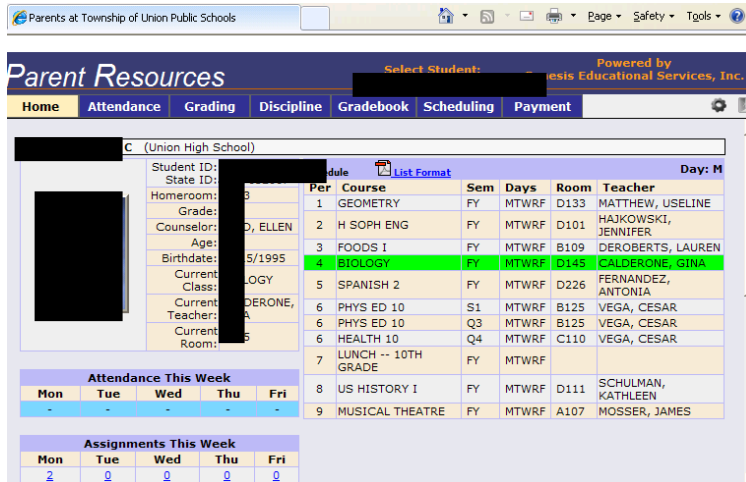 Parents at Township of Union Public Schools
Page Safety Tools
Parent Resources
Select Student:
Powered by
Educational Services, Inc.
Home Attendance Grading Discipline Gradebook Scheduling Payment
C (Union High School)
Student ID:
State ID:
Homeroom: 3
Grade:
Counselor: D, ELLEN
Age:
Birthdate: 5/1995
Current Class: OGY
Current Teacher: DERONE, A
Current Room: 5
List Format Day: M
Per Course Sem Days Room Teacher
1 GEOMETRY FY MTWRF D133 MATTHEW, USELINE
2 H SOPH ENG FY MTWRF D101 HAJKOWSKI, JENNIFER
3 FOODS I FY MTWRF B109 DEROBERTS, LAUREN
4 BIOLOGY FY MTWRF D145 CALDERONE, GINA
5 SPANISH 2 FY MTWRF D226 FERNANDEZ, ANTONIA
6 PHYS ED 10 S1 MTWRF B125 VEGA, CESAR
6 PHYS ED 10 Q3 MTWRF B125 VEGA, CESAR
6 HEALTH 10 Q4 MTWRF C110 VEGA, CESAR
7 LUNCH -- 10TH GRADE FY MTWRF
8 US HISTORY I FY MTWRF D111 SCHULMAN, KATHLEEN
9 MUSICAL THEATRE FY MTWRF A107 MOSSER, JAMES
Attendance This Week
Mon Tue Wed Thu Fri
- - - - -
Assignments This Week
Mon Tue Wed Thu Fri
2 0 0 0 0